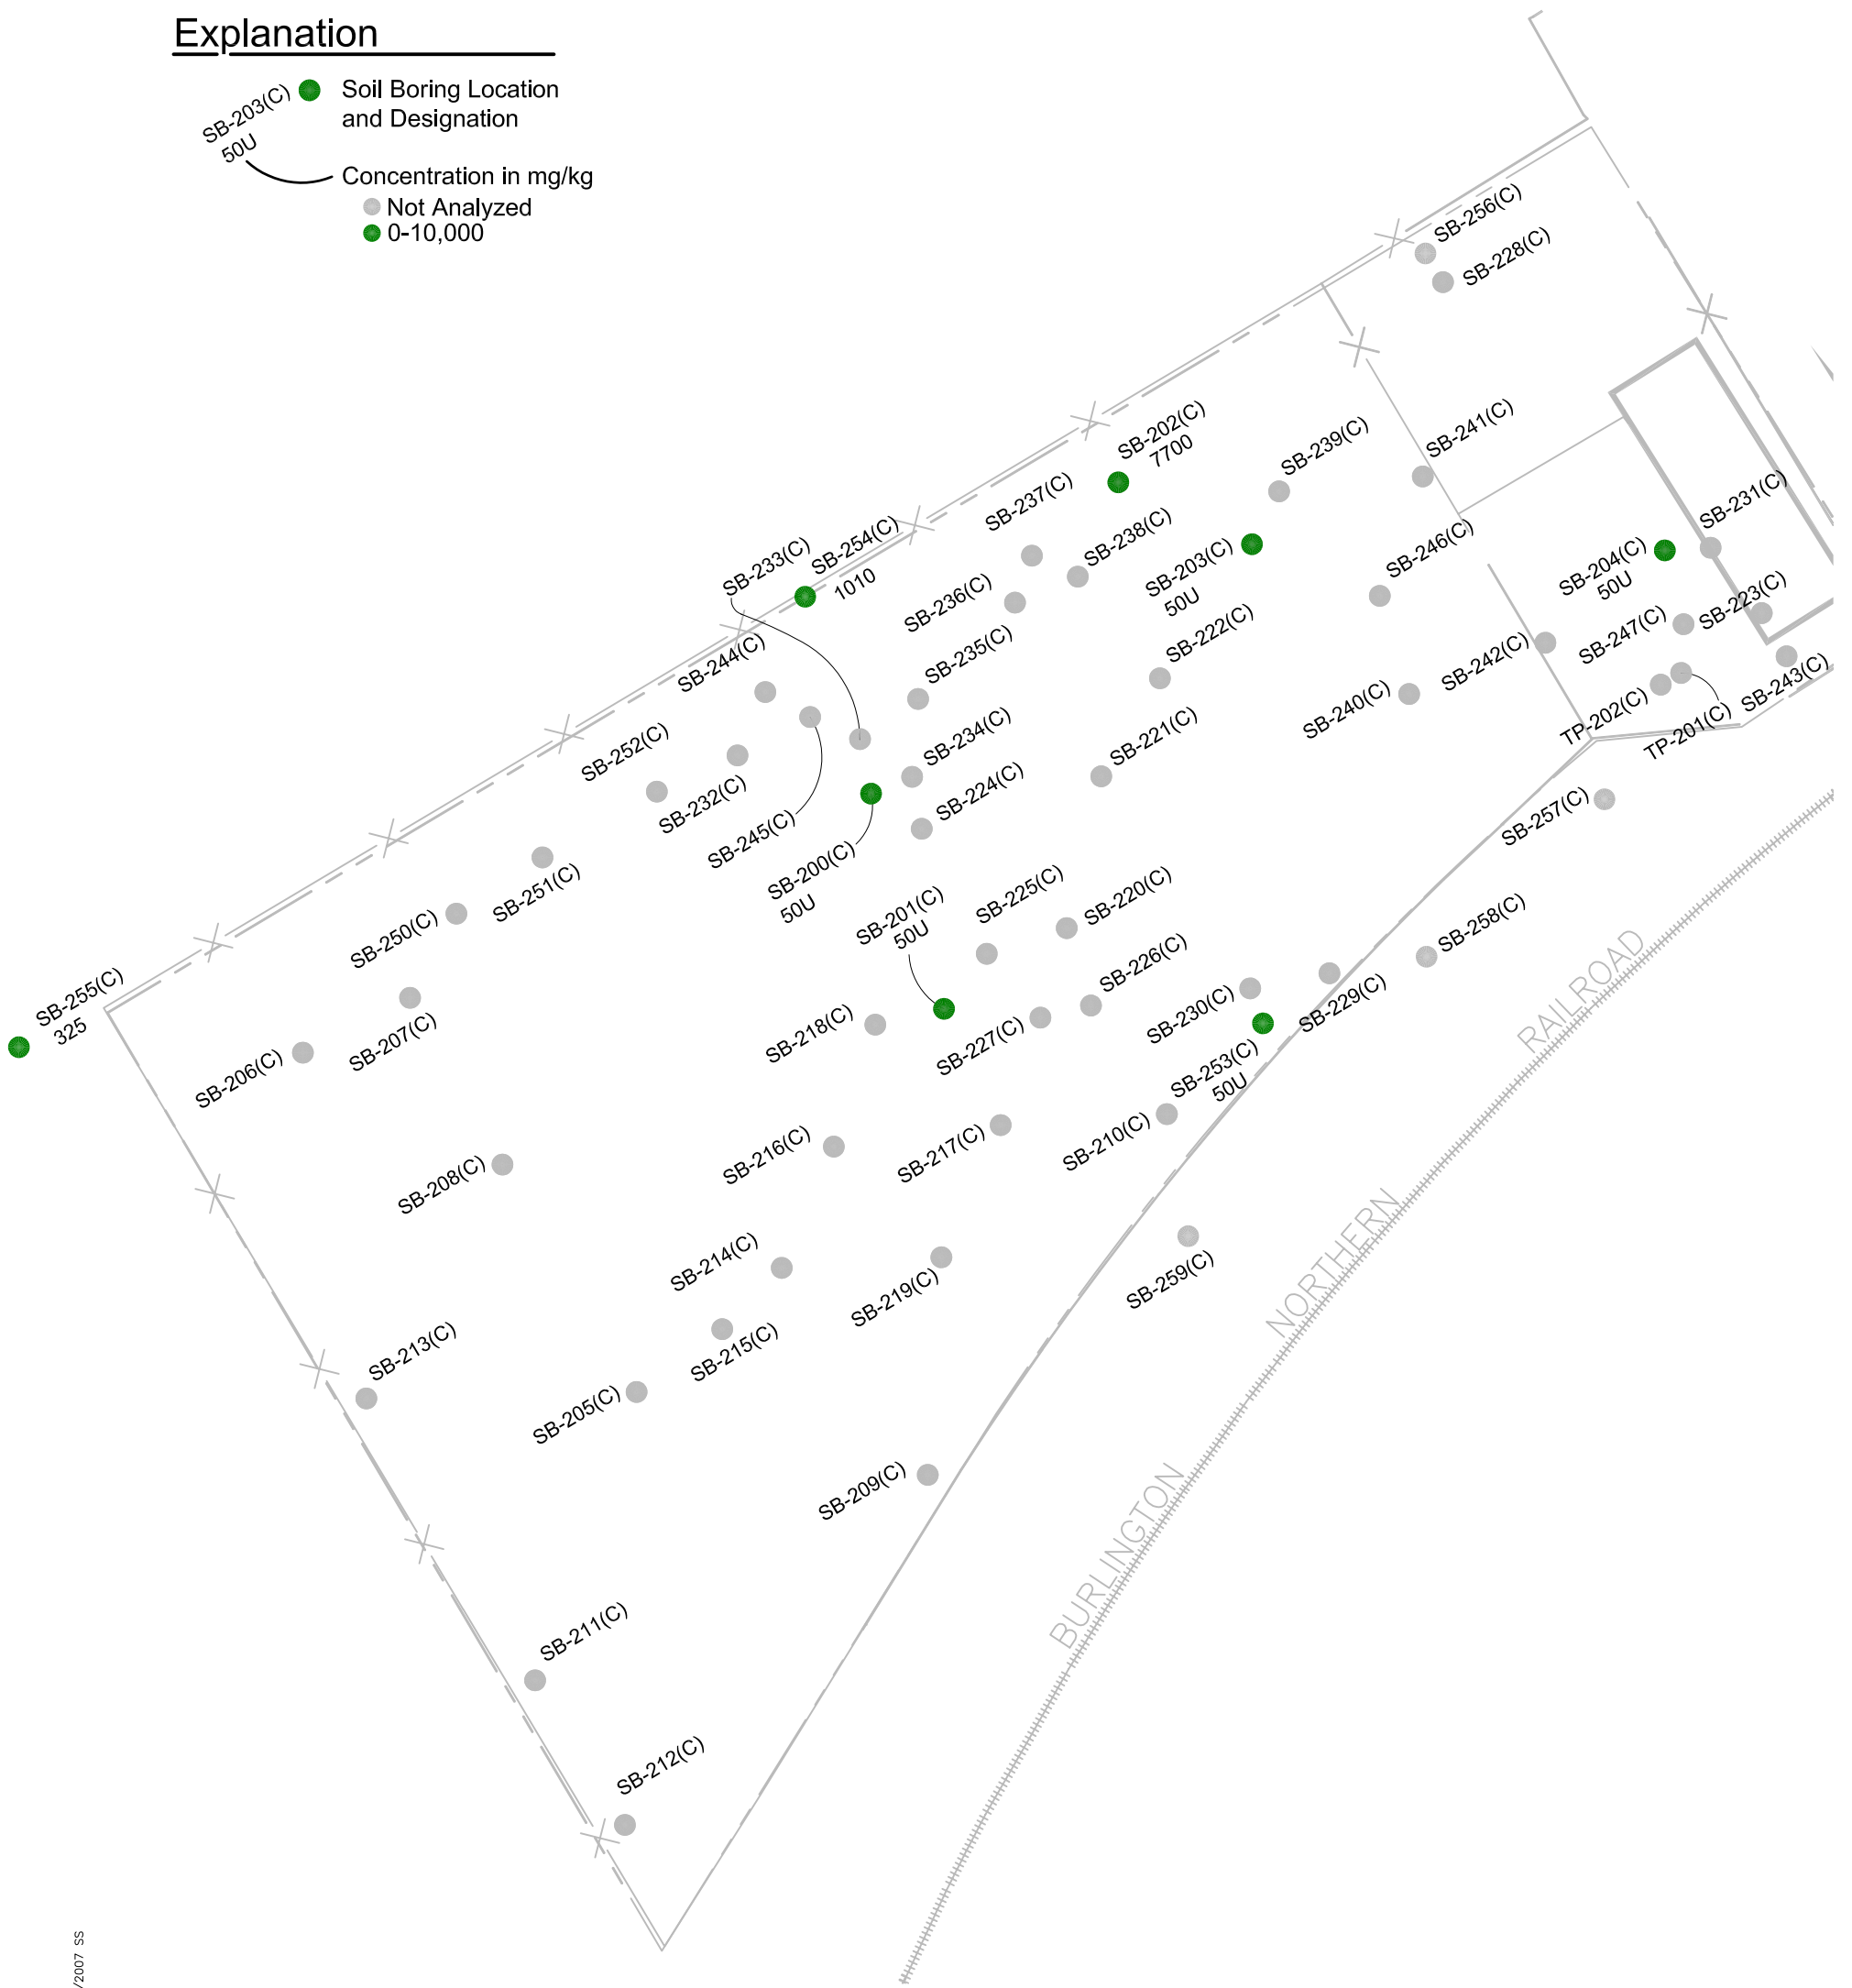 Explanation
SB-203(C)
50U
Soil Boring Location
and Designation
Concentration in mg/kg
Not Analyzed
0-10,000
SB-256(C)
SB-228(C)
SB-202(C)
7700
SB-239(C)
SB-241(C)
SB-237(C)
SB-231(C)
SB-233(C)
SB-254(C)
1010
SB-238(C)
SB-203(C)
50U
SB-246(C)
SB-204(C)
50U
SB-236(C)
SB-223(C)
SB-247(C)
SB-244(C)
SB-235(C)
SB-222(C)
SB-242(C)
SB-243(C)
SB-240(C)
TP-202(C)
TP-201(C)
SB-252(C)
SB-234(C)
SB-221(C)
SB-232(C)
SB-245(C)
SB-224(C)
SB-257(C)
SB-200(C)
50U
SB-251(C)
SB-250(C)
SB-201(C)
50U
SB-225(C)
SB-220(C)
SB-258(C)
SB-255(C)
325
SB-207(C)
SB-206(C)
SB-218(C)
SB-227(C)
SB-226(C)
SB-230(C)
SB-229(C)
SB-253(C)
50U
RAILROAD
SB-208(C)
SB-216(C)
SB-217(C)
SB-210(C)
SB-214(C)
SB-219(C)
SB-259(C)
NORTHERN
SB-213(C)
SB-215(C)
SB-205(C)
SB-209(C)
BURLINGTON
SB-211(C)
SB-212(C)
/2007 SS